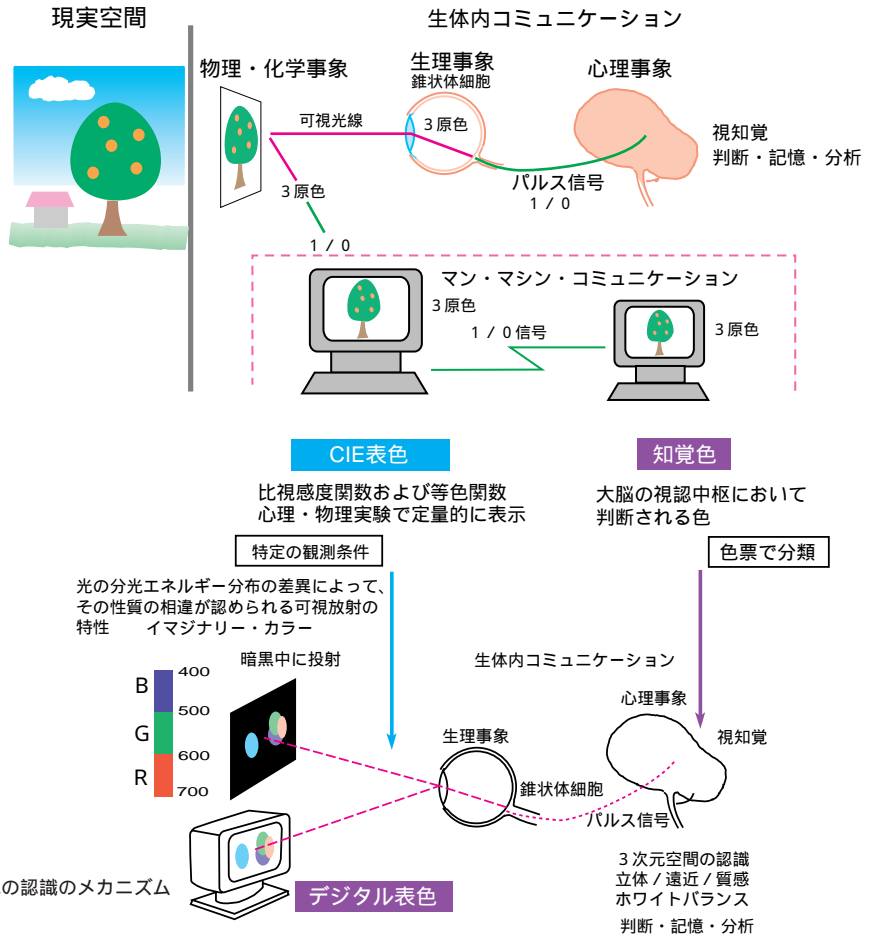 現実空間
生体内コミュニケーション
物理・化学事象
生理事象
錐状体細胞
心理事象
可視光線
3原色
視知覚
判断・記憶・分析
パルス信号
1 / 0
3原色
1 / 0
マン・マシン・コミュニケーション
3原色
1 / 0信号
3原色
CIE表色
知覚色
比視感度関数および等色関数
心理・物理実験で定量的に表示
大脳の視認中枢において
判断される色
特定の観測条件
色票で分類
光の分光エネルギー分布の差異によって、
その性質の相違が認められる可視放射の
特性 イマジナリー・カラー
暗黒中に投射
生体内コミュニケーション
B
G
R
400
500
600
700
心理事象
生理事象
視知覚
錐状体細胞
パルス信号
3次元空間の認識
立体/遠近/質感
ホワイトバランス
判断・記憶・分析
の認識のメカニズム
デジタル表色